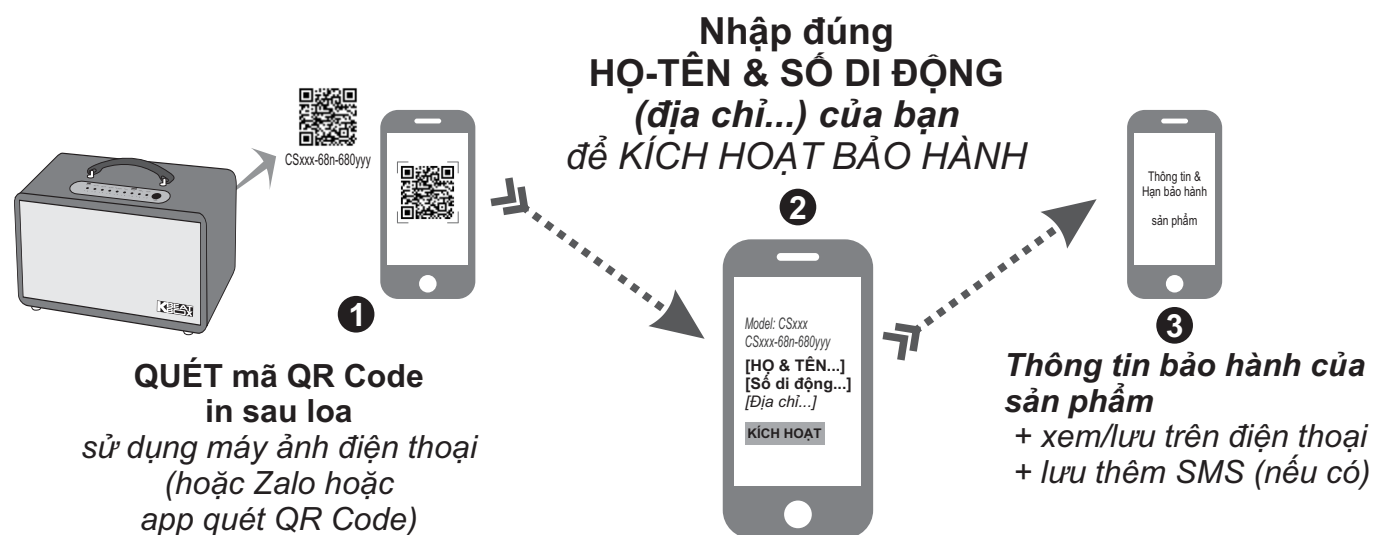 CSxxx-68n-680yyy
KBEAT
BOX
1
QUÉT mã QR Code
in sau loa
sử dụng máy ảnh điện thoại
(hoặc Zalo hoặc
app quét QR Code)
Nhập đúng
HỌ-TÊN & SỐ DI ĐỘNG
(địa chỉ...) của bạn
để KÍCH HOẠT BẢO HÀNH
2
Model: CSxxx
CSxxx-68n-680yyy
[HỌ & TÊN...]
[Số di động...]
[Địa chỉ...]
KÍCH HOẠT
Thông tin &
Hạn bảo hành
sản phẩm
3
Thông tin bảo hành của
sản phẩm
+ xem/lưu trên điện thoại
+ lưu thêm SMS (nếu có)